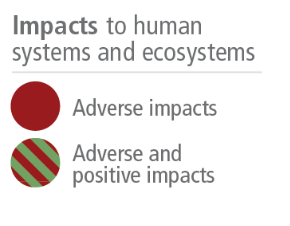 Impacts to human
systems and ecosystems
Adverse impacts
Adverse and
positive impacts